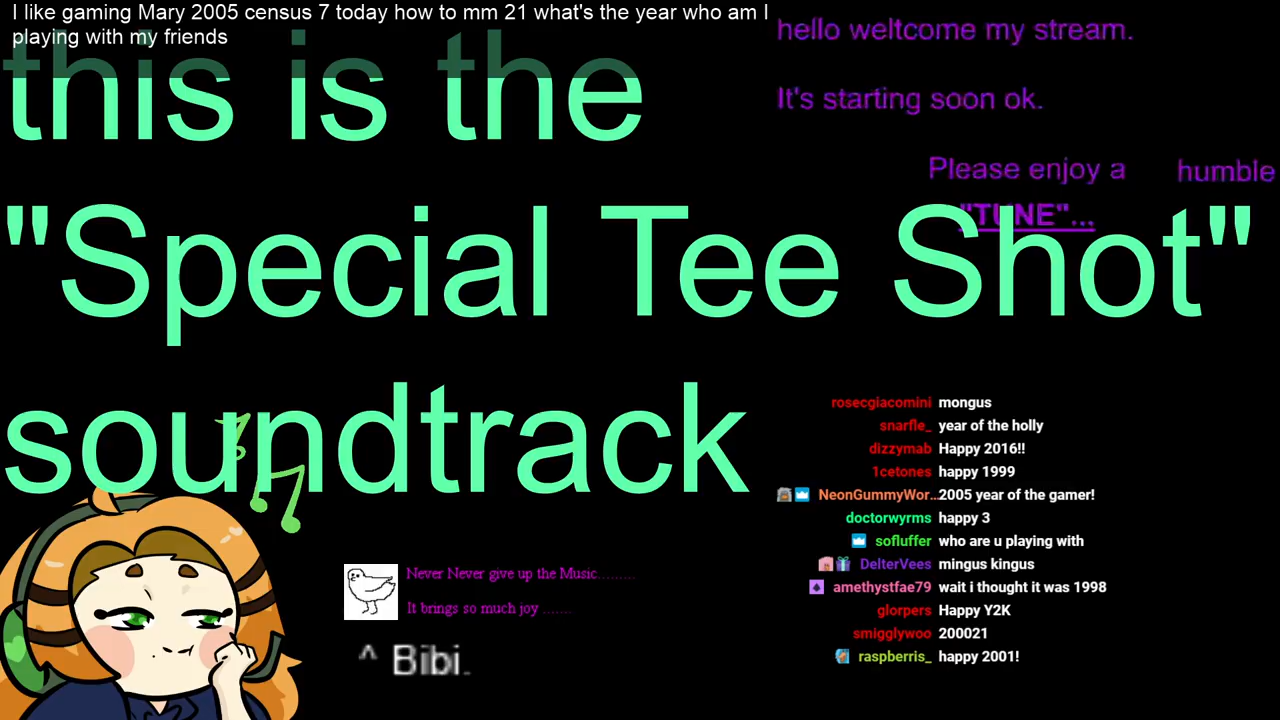 I like gaming Mary 2005 census 7 today how to mm 21 what's the year who am I
playing with my friends
this is the
"Special Tee Shot"
soundtrack
hello weltcome my stream.
It's starting soon ok.
Please enjoy a humble
"TUNE"...
rosecgiacomini mongus
snarfle_ year of the holly
dizzymab Happy 2016!!
1cetones happy 1999
NeonGummyWor... 2005 year of the gamer!
doctorwyrms happy 3
sofluffer who are u playing with
DelterVees mingus kingus
amethystfae79 wait i thought it was 1998
glorpers Happy Y2K
smigglywoo 200021
raspberris_ happy 2001!
Never Never give up the Music.........
It brings so much joy .......
^ Bibi.